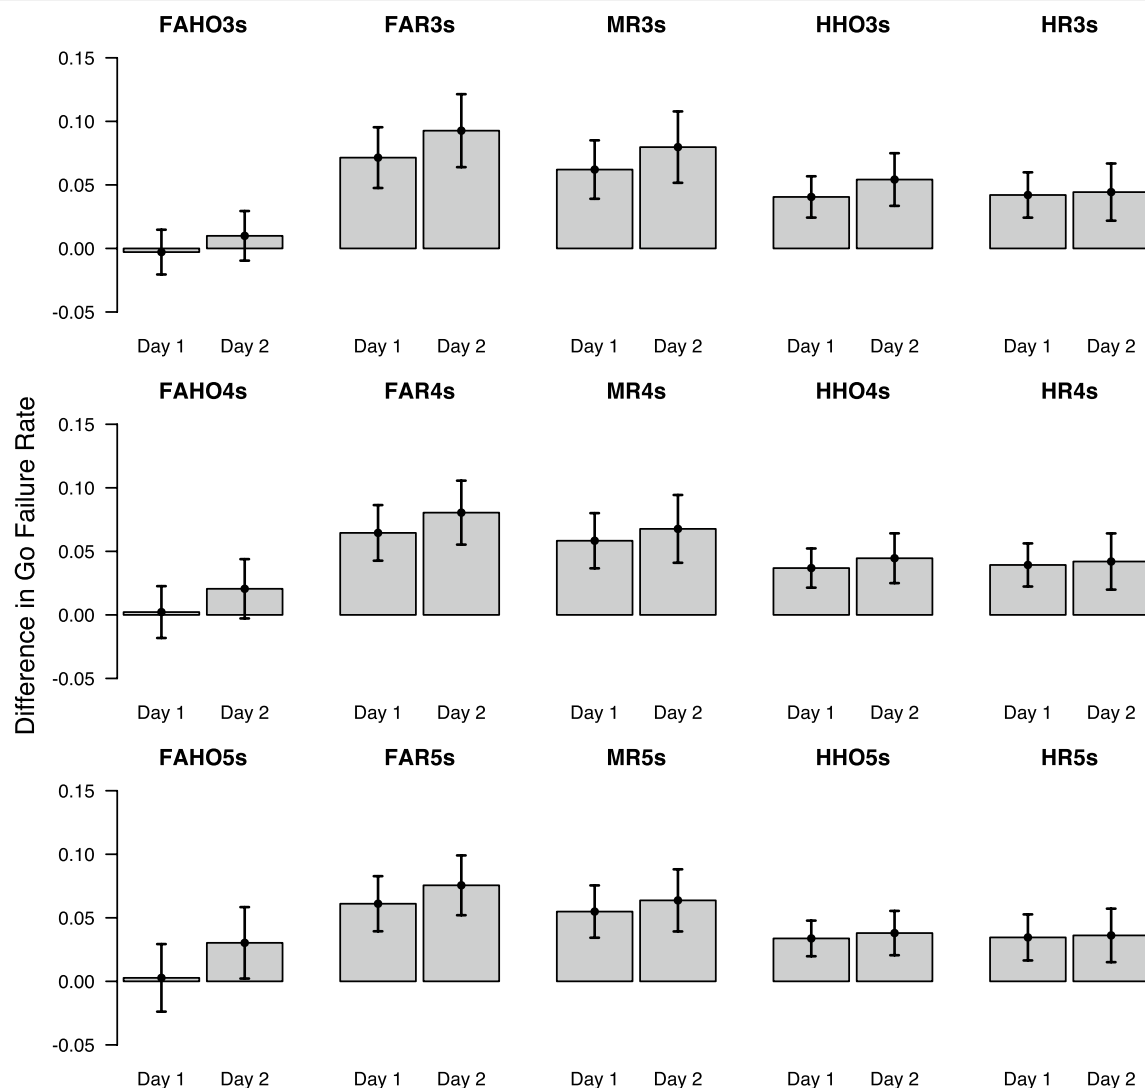 FAHO3s FAR3s MR3s HHO3s HR3s
0.15
0.10
0.05
0.00
-0.05
Day 1 Day 2 Day 1 Day 2 Day 1 Day 2 Day 1 Day 2 Day 1 Day 2
Difference in Go Failure Rate
FAHO4s FAR4s MR4s HHO4s HR4s
0.15
0.10
0.05
0.00
-0.05
Day 1 Day 2 Day 1 Day 2 Day 1 Day 2 Day 1 Day 2 Day 1 Day 2
FAHO5s FAR5s MR5s HHO5s HR5s
0.15
0.10
0.05
0.00
-0.05
Day 1 Day 2 Day 1 Day 2 Day 1 Day 2 Day 1 Day 2 Day 1 Day 2